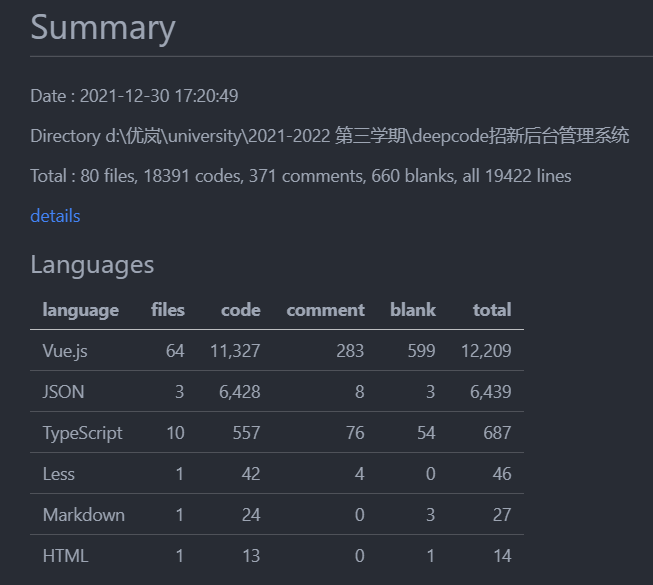 Summary
Date : 2021-12-30 17:20:49
Directory d:\优岚\university\2021-2022 第三学期\deepcode招新后台管理系统
Total : 80 files, 18391 codes, 371 comments, 660 blanks, all 19422 lines
details
Languages
language files code comment blank total
Vue.js 64 11,327 283 599 12,209
JSON 3 6,428 8 3 6,439
TypeScript 10 557 76 54 687
Less 1 42 4 0 46
Markdown 1 24 0 3 27
HTML 1 13 0 1 14